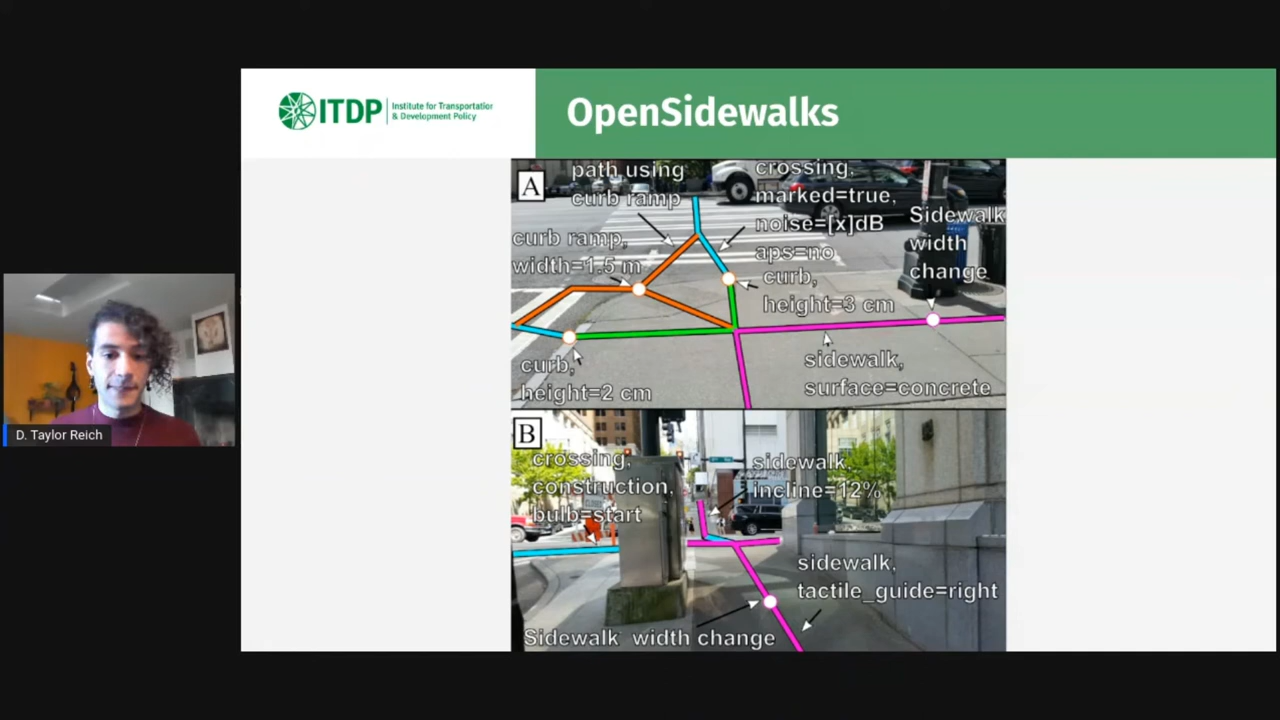 ITDP
Institute for Transportation
& Development Policy
OpenSidewalks
A
path using
curb ramp
crossing,
marked=true,
noise=[x]dB
aps=no
Sidewalk
width
change
curb ramp,
width=1.5 m
curb,
height=3 cm
curb,
height=2 cm
sidewalk,
surface=concrete
B
crossing,
construction,
bulb=start
sidewalk,
incline=12%
sidewalk,
tactile_guide=right
Sidewalk width change
D. Taylor Reich